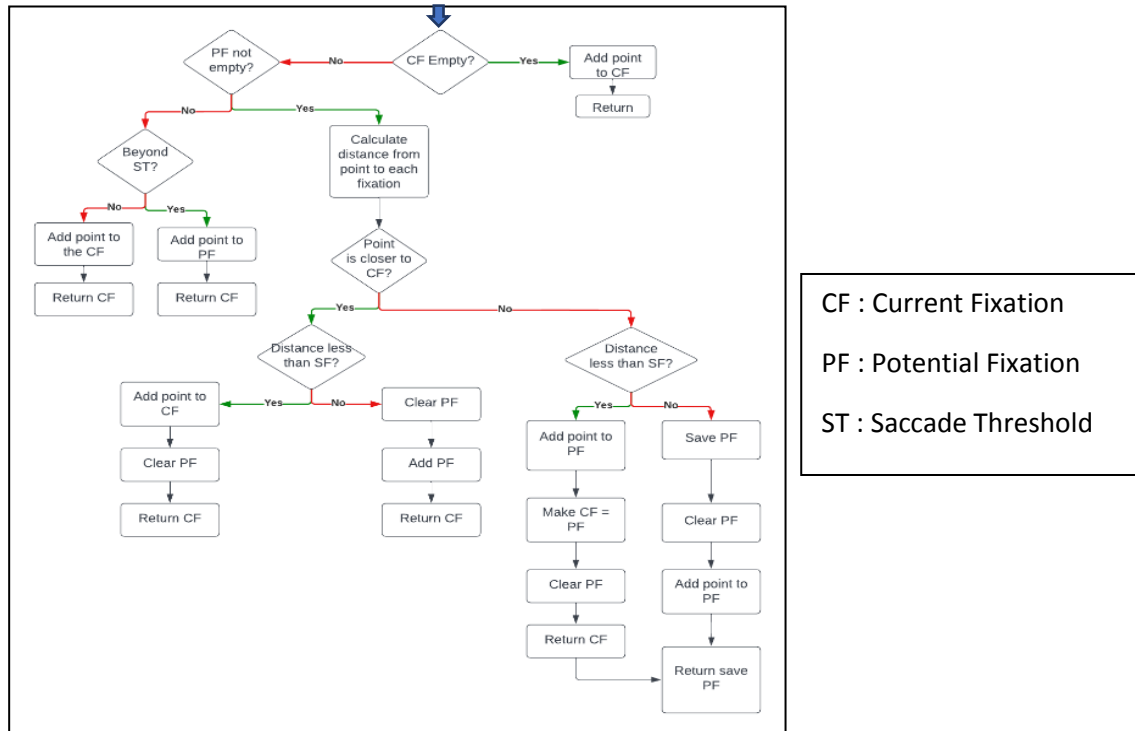 PF not
empty?
No
CF Empty?
Yes
Add point
to CF
Return
No
Yes
Beyond
ST?
Calculate
distance from
point to each
fixation
No
Yes
Add point to
the CF
Add point to
PF
Return CF
Return CF
Point
is closer to
CF?
Yes
No
Distance less
than SF?
Distance
less than SF?
Add point to
CF
Yes
No
Clear PF
Clear PF
Add PF
Return CF
Return CF
Yes
No
Add point to
PF
Save PF
Make CF =
PF
Clear PF
Clear PF
Add point to
PF
Return CF
Return save
PF
CF : Current Fixation
PF : Potential Fixation
ST : Saccade Threshold